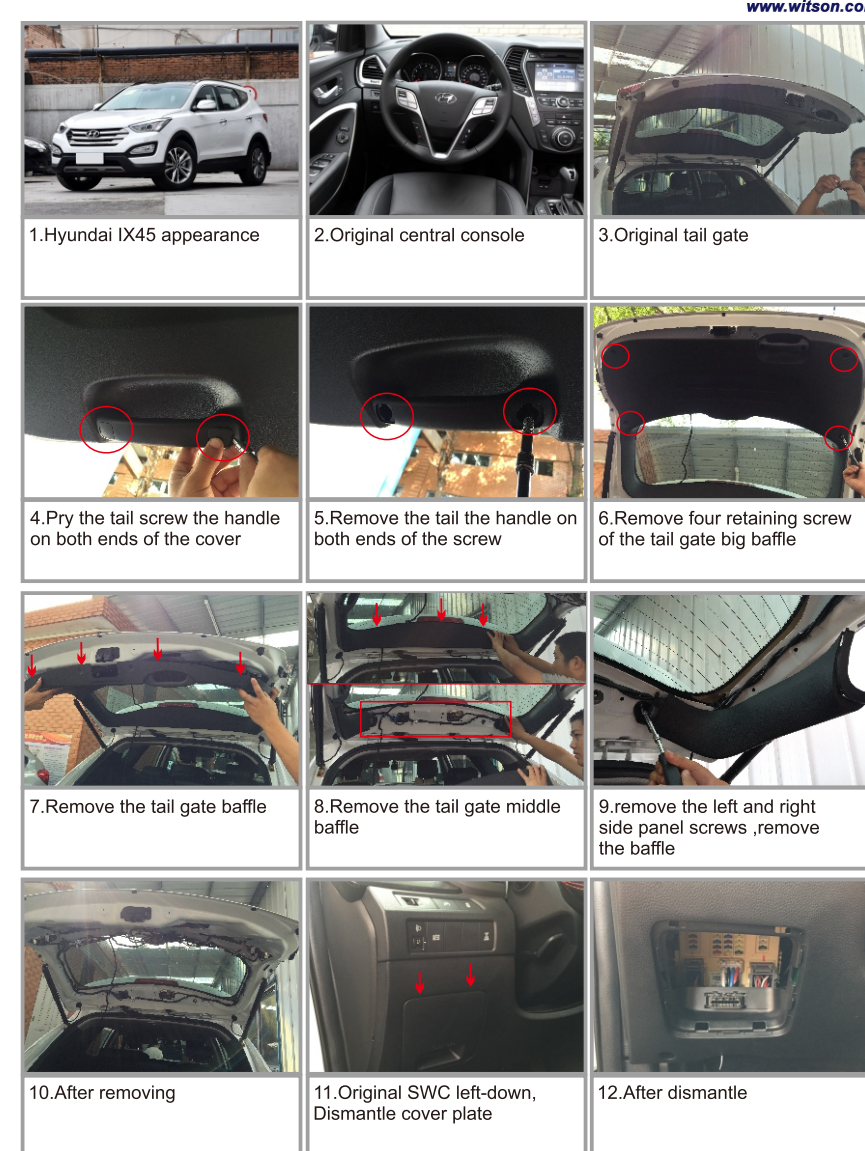 www.witson.co
1.Hyundai IX45 appearance
2.Original central console
3.Original tail gate
4.Pry the tail screw the handle
on both ends of the cover
5.Remove the tail the handle on
both ends of the screw
6.Remove four retaining screw
of the tail gate big baffle
7.Remove the tail gate baffle
8.Remove the tail gate middle
baffle
9.remove the left and right
side panel screws ,remove
the baffle
10.After removing
11.Original SWC left-down,
Dismantle cover plate
12.After dismantle